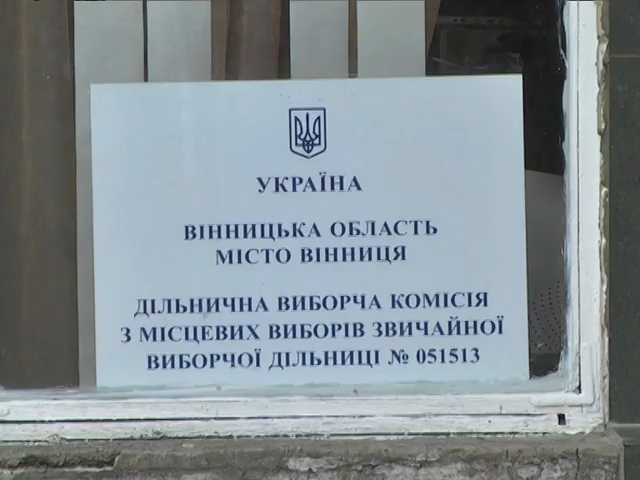 УКРАЇНА
ВІННИЦЬКА ОБЛАСТЬ
МІСТО ВІННИЦЯ
ДІЛЬНИЧНА ВИБОРЧА КОМІСІЯ
З МІСЦЕВИХ ВИБОРІВ ЗВИЧАЙНОЇ
ВИБОРЧОЇ ДІЛЬНИЦІ № 051513